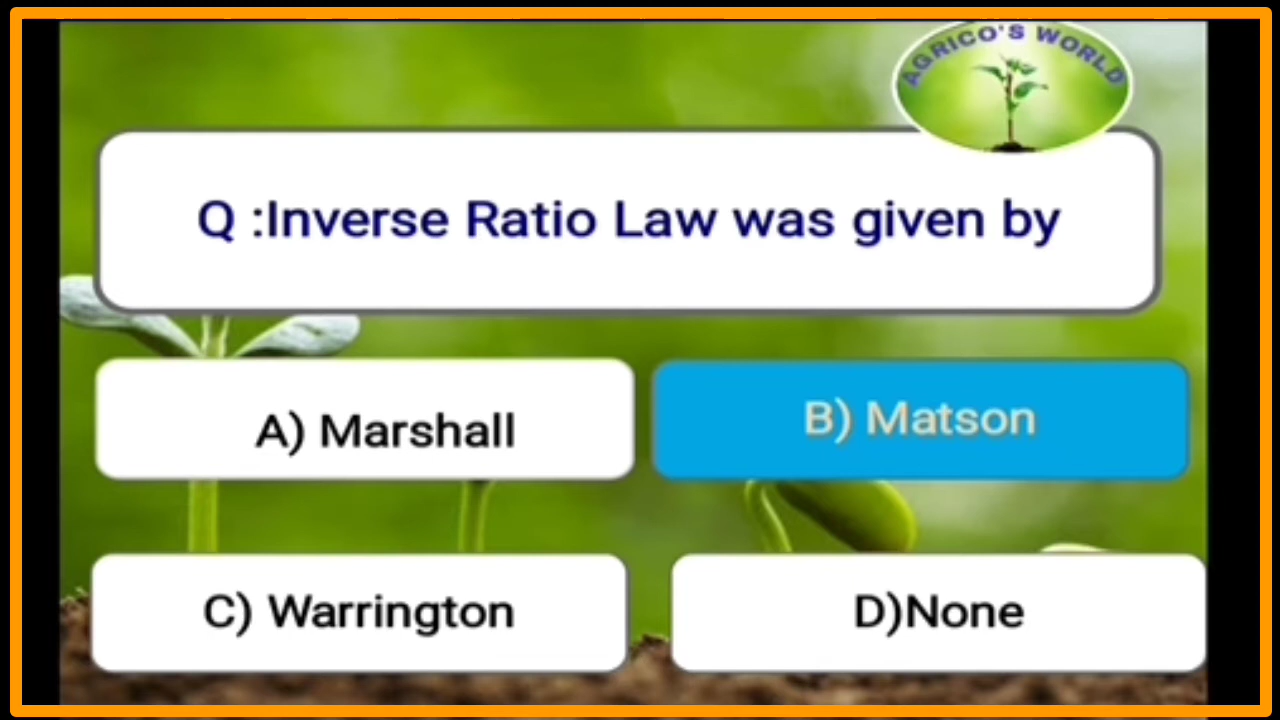 AGRICO'S WORLD
Q :Inverse Ratio Law was given by
A) Marshall
B) Matson
C) Warrington
D)None